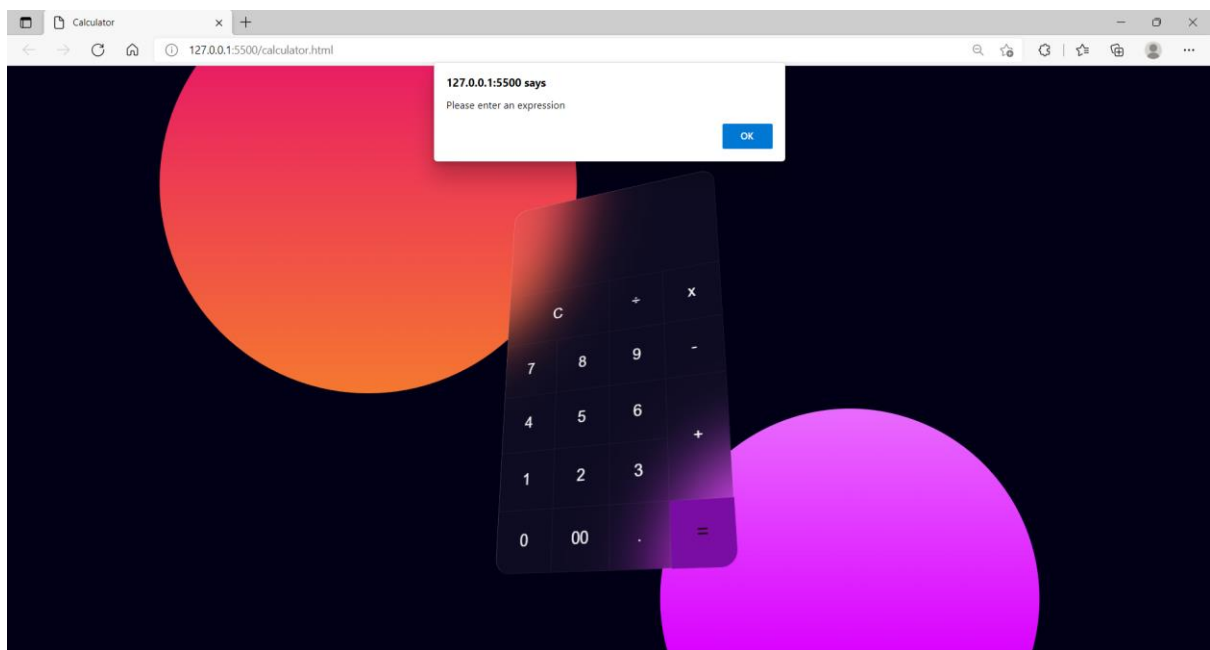 Calculator
127.0.0.1:5500/calculator.html
127.0.0.1:5500 says
Please enter an expression
OK
C ÷ x
7 8 9 -
4 5 6
+
1 2 3
0 00 . =